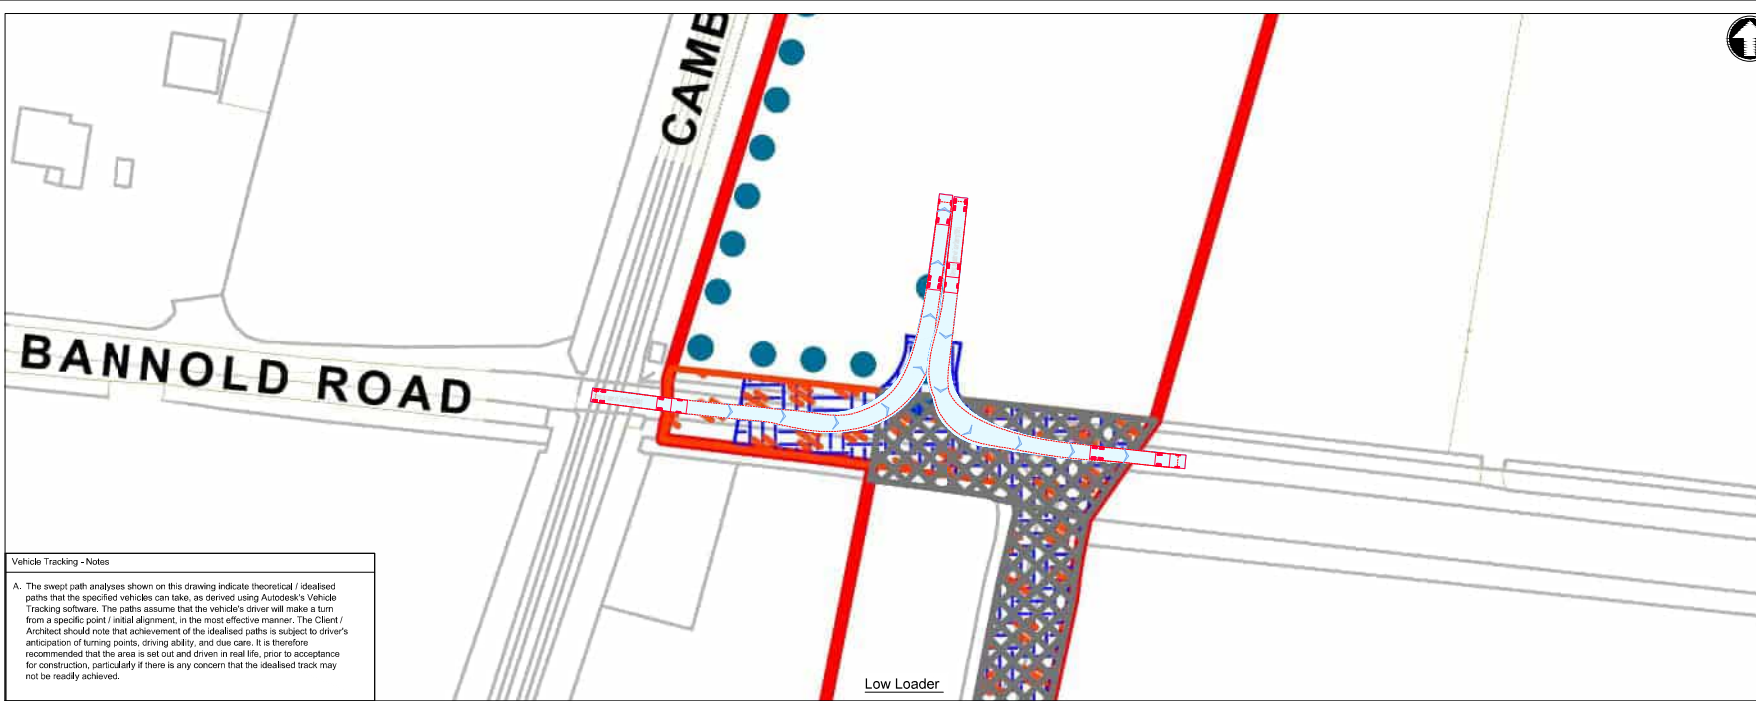 CAMB
BANNOLD ROAD
Vehicle Tracking - Notes
A. The swept path analyses shown on this drawing indicate theoretical / idealised
paths that the specified vehicles can take, as derived using Autodesk's Vehicle
Tracking software. The paths assume that the vehicle's driver will make a turn
from a specific point / initial alignment, in the most effective manner. The Client /
Architect should note that achievement of the idealised paths is subject to driver's
anticipation of turning points, driving ability, and due care. It is therefore
recommended that the area is set out and driven in real life, prior to acceptance
for construction, particularly if there is any concern that the idealised track may
not be readily achieved.
Low Loader